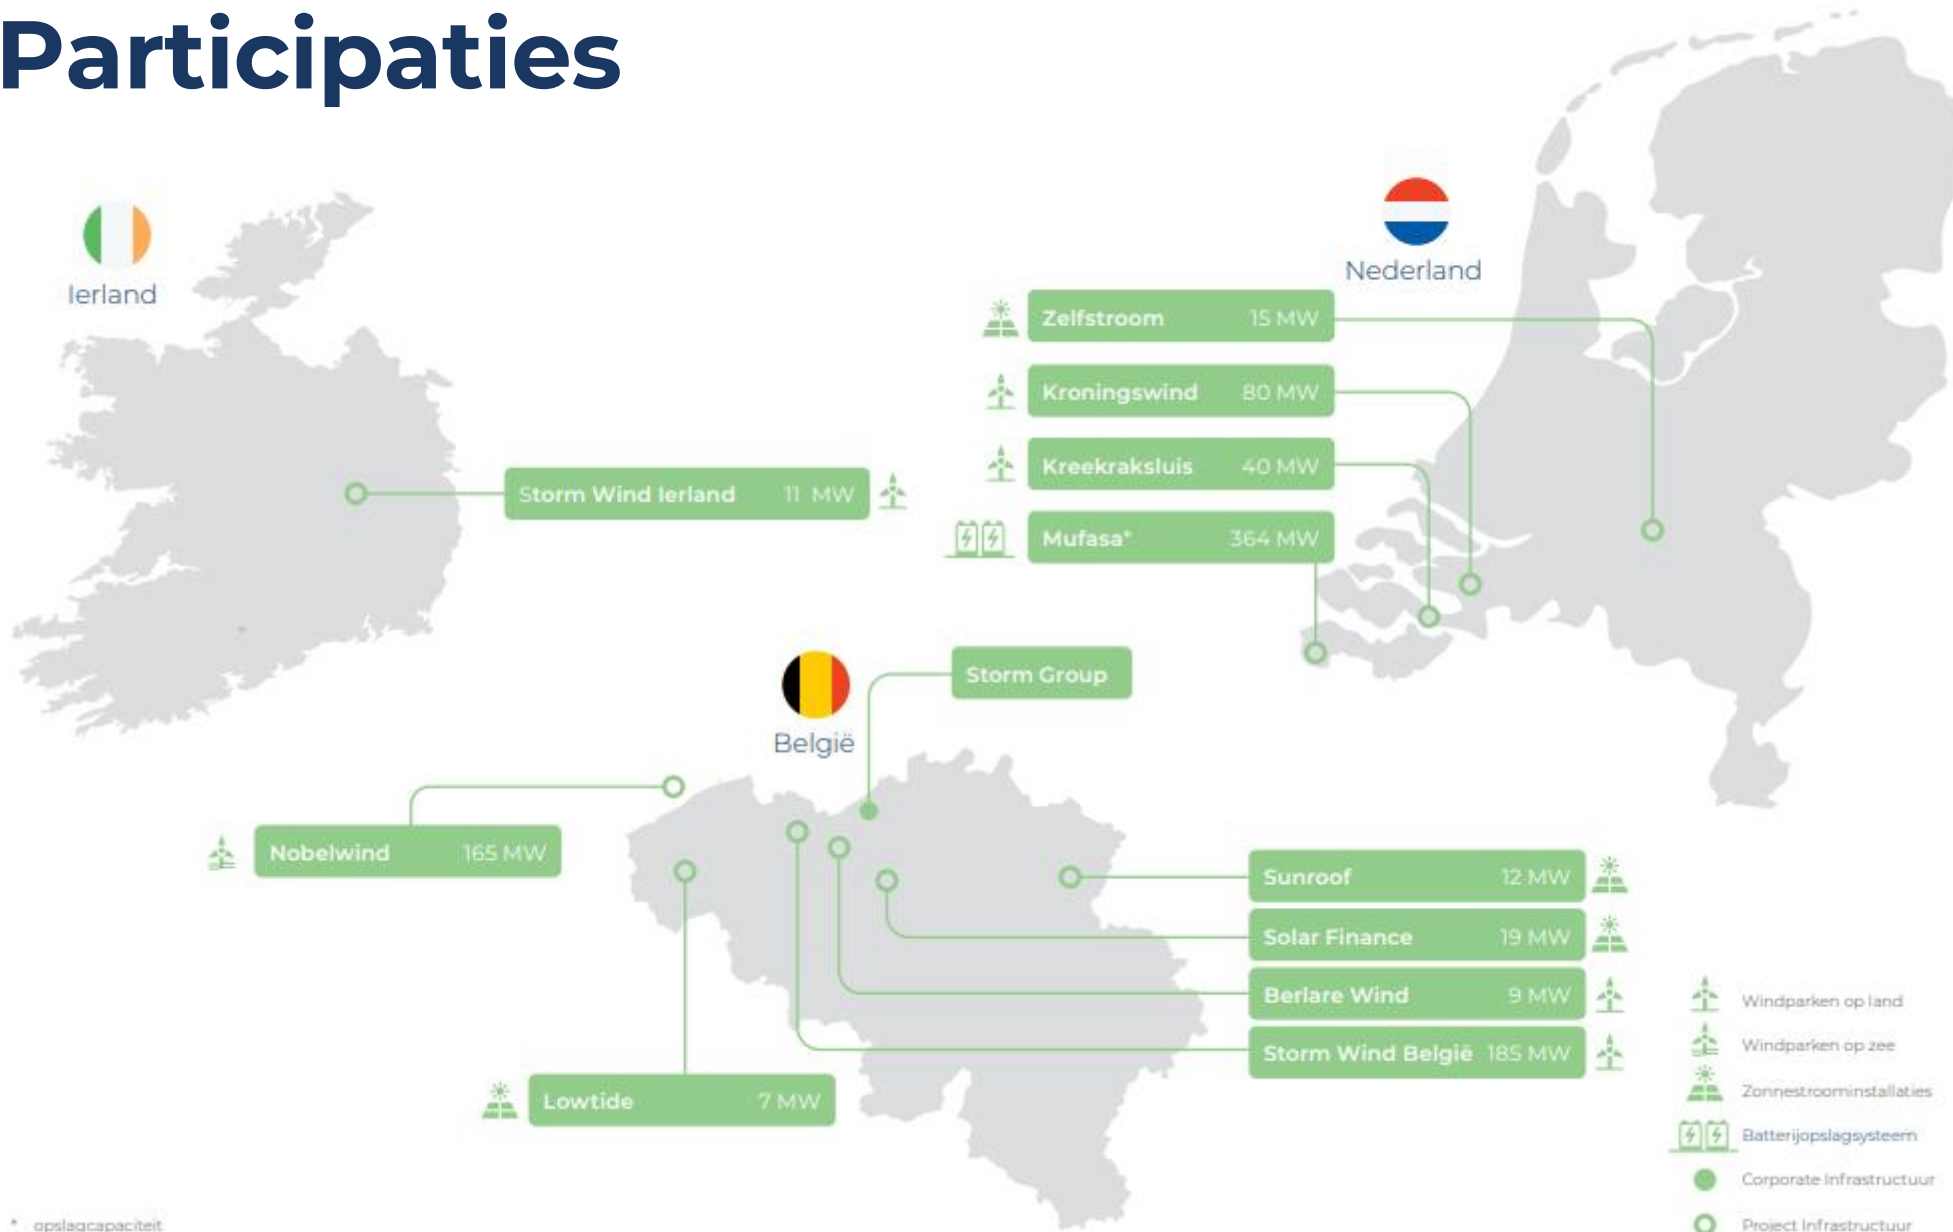 Participaties
Ierland
Nederland
Zelfstroom 15 MW
Kroningswind 80 MW
Kreekraksluis 40 MW
Storm Wind Ierland 11 MW
Mufasa* 364 MW
Storm Group
België
Nobelwind 165 MW
Sunroof 12 MW
Solar Finance 19 MW
Berlare Wind 9 MW
Storm Wind België 185 MW
Lowtide 7 MW
Windparken op land
Windparken op zee
Zonnestroominstallaties
Batterijopslagsysteem
Corporate Infrastructuur
Project Infrastructuur
* opslagcapaciteit